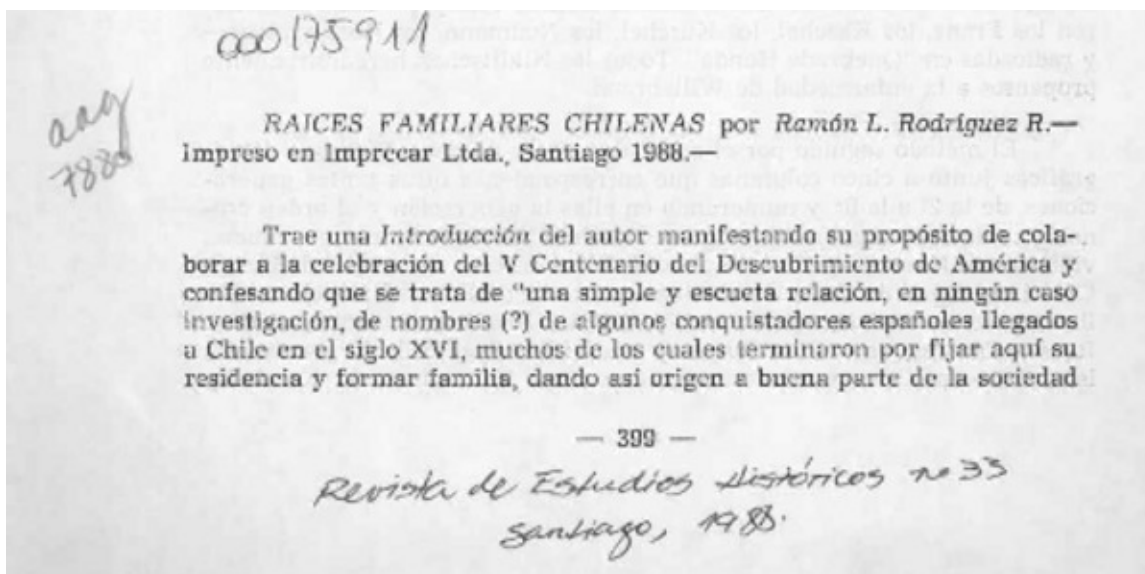 000175911
aag
7880
RAICES FAMILIARES CHILENAS por Ramón L. Rodríguez R.—
impreso en Imprecar Ltda., Santiago 1988.—
Trae una Introducción del autor manifestando su propósito de cola-
borar a la celebración del V Centenario del Descubrimiento de América y
confesando que se trata de "una simple y escueta relación, en ningún caso
investigación, de nombres (?) de algunos conquistadores españoles llegados
a Chile en el siglo XVI, muchos de los cuales terminaron por fijar aquí su
residencia y formar familia, dando así origen a buena parte de la sociedad
— 399 —
Revista de Estudios Históricos no 33
Santiago, 1988.